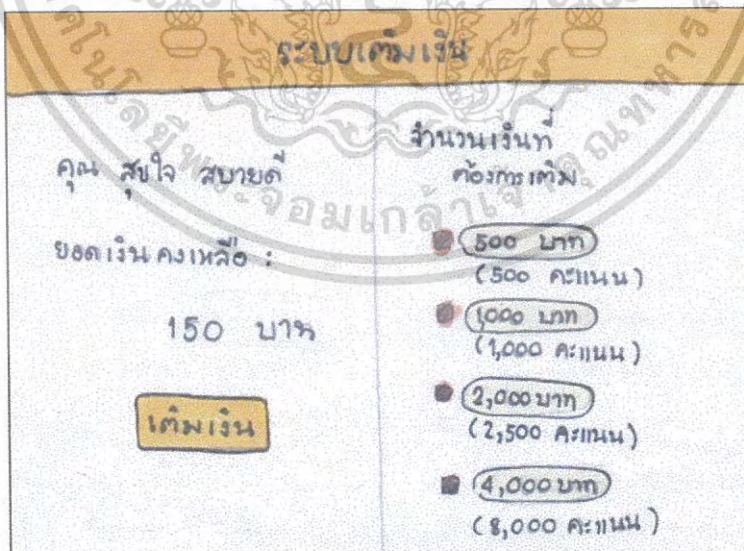 ระบบเติมเงิน
คุณ สุขใจ สบายดี
ยอดเงินคงเหลือ :
150 บาท
เติมเงิน
จำนวนเงินที่
ต้องการเติม
500 บาท
(500 คะแนน)
1,000 บาท
(1,000 คะแนน)
2,000 บาท
(2,500 คะแนน)
4,000 บาท
(8,000 คะแนน)